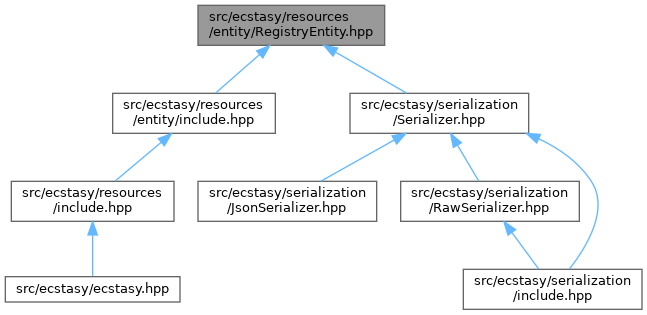 src/ecstasy/resources
/entity/RegistryEntity.hpp
src/ecstasy/resources
/entity/include.hpp
src/ecstasy/serialization
/Serializer.hpp
src/ecstasy/resources
/include.hpp
src/ecstasy/serialization
/JsonSerializer.hpp
src/ecstasy/serialization
/RawSerializer.hpp
src/ecstasy/ecstasy.hpp
src/ecstasy/serialization
/include.hpp